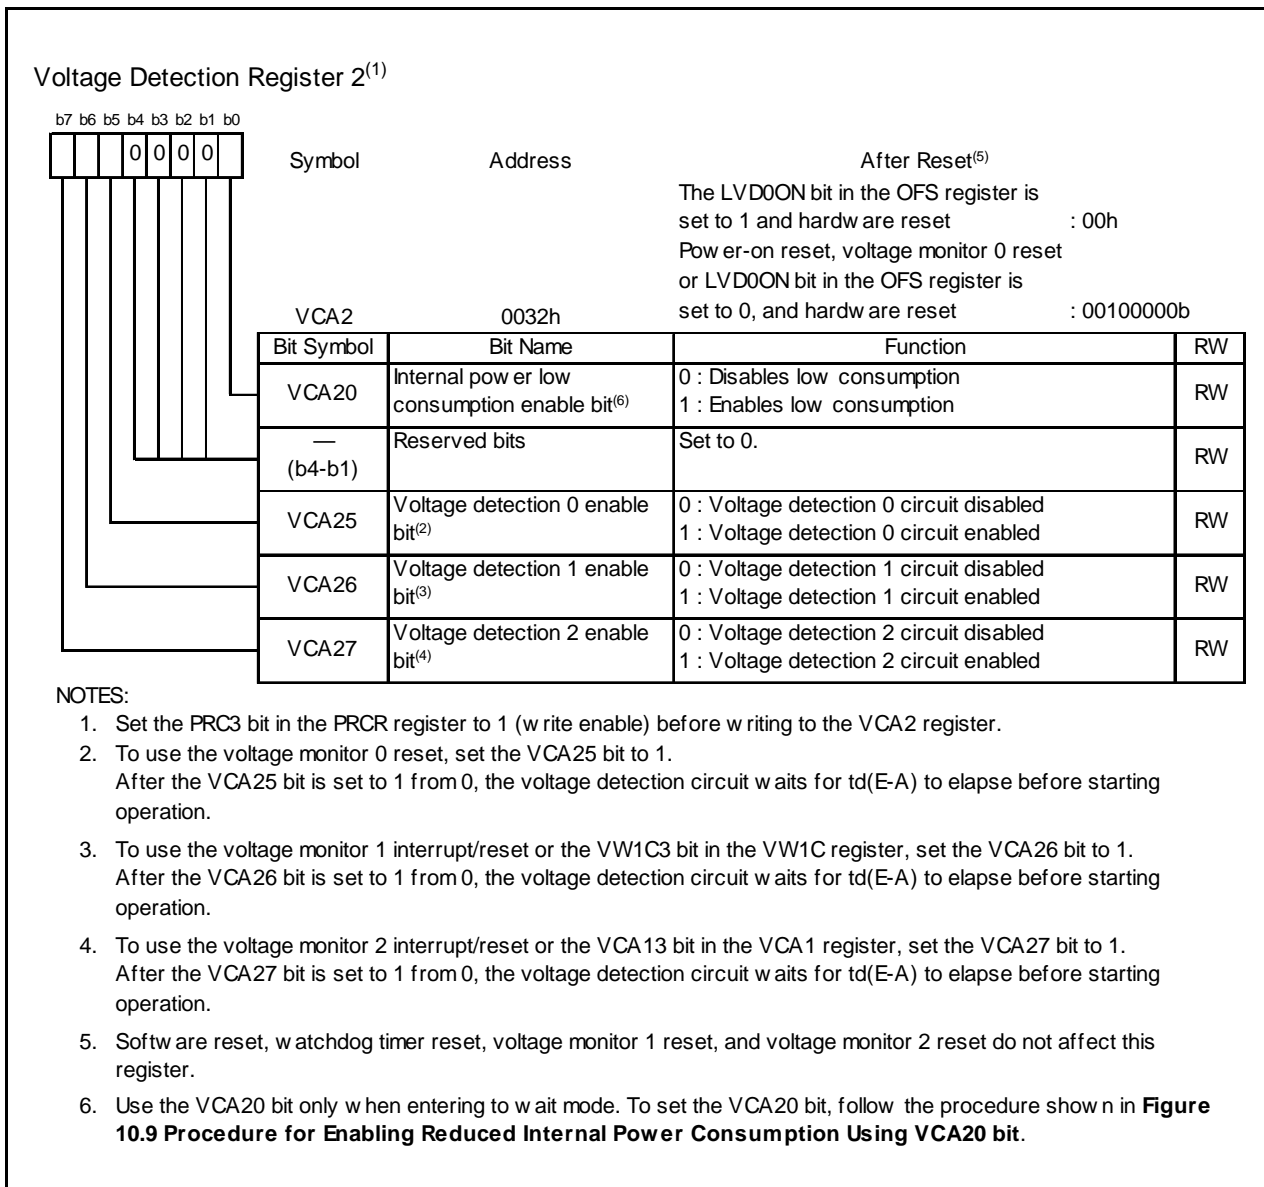 Voltage Detection Register 2(1)
b7 b6 b5 b4 b3 b2 b1 b0
0 0 0 0
Symbol Address After Reset(5)
The LVD0ON bit in the OFS register is
set to 1 and hardware reset : 00h
Power-on reset, voltage monitor 0 reset
or LVD0ON bit in the OFS register is
VCA2 0032h set to 0, and hardware reset : 00100000b
Bit Symbol Bit Name Function RW
VCA20 Internal power low consumption enable bit(6) 0 : Disables low consumption RW
1 : Enables low consumption
— (b4-b1) Reserved bits Set to 0. RW
VCA25 Voltage detection 0 enable bit(2) 0 : Voltage detection 0 circuit disabled RW
1 : Voltage detection 0 circuit enabled
VCA26 Voltage detection 1 enable bit(3) 0 : Voltage detection 1 circuit disabled RW
1 : Voltage detection 1 circuit enabled
VCA27 Voltage detection 2 enable bit(4) 0 : Voltage detection 2 circuit disabled RW
1 : Voltage detection 2 circuit enabled
NOTES:
1. Set the PRC3 bit in the PRCR register to 1 (write enable) before writing to the VCA2 register.
2. To use the voltage monitor 0 reset, set the VCA25 bit to 1.
After the VCA25 bit is set to 1 from 0, the voltage detection circuit waits for td(E-A) to elapse before starting
operation.
3. To use the voltage monitor 1 interrupt/reset or the VW1C3 bit in the VW1C register, set the VCA26 bit to 1.
After the VCA26 bit is set to 1 from 0, the voltage detection circuit waits for td(E-A) to elapse before starting
operation.
4. To use the voltage monitor 2 interrupt/reset or the VCA13 bit in the VCA1 register, set the VCA27 bit to 1.
After the VCA27 bit is set to 1 from 0, the voltage detection circuit waits for td(E-A) to elapse before starting
operation.
5. Software reset, watchdog timer reset, voltage monitor 1 reset, and voltage monitor 2 reset do not affect this
register.
6. Use the VCA20 bit only when entering to wait mode. To set the VCA20 bit, follow the procedure shown in Figure
10.9 Procedure for Enabling Reduced Internal Power Consumption Using VCA20 bit.